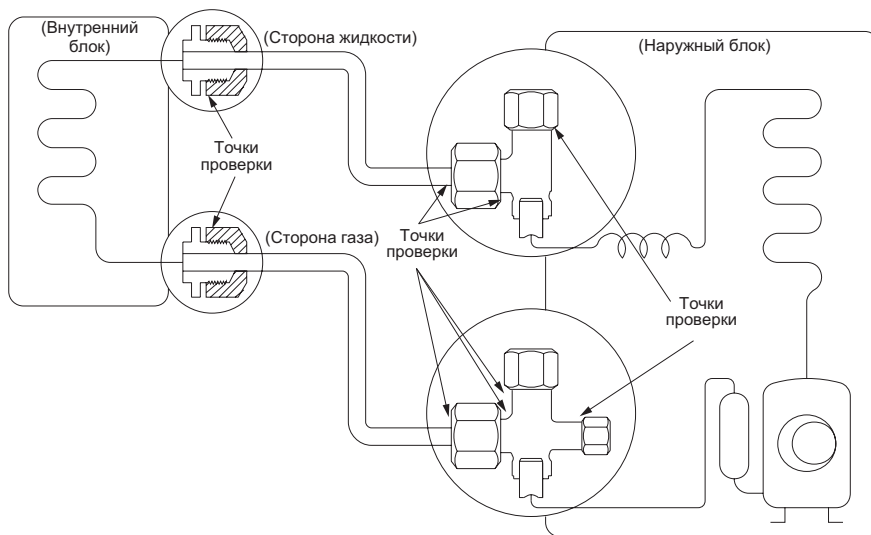 (Внутренний
блок)
(Сторона жидкости)
(Наружный блок)
Точки
проверки
(Сторона газа)
Точки
проверки
Точки
проверки